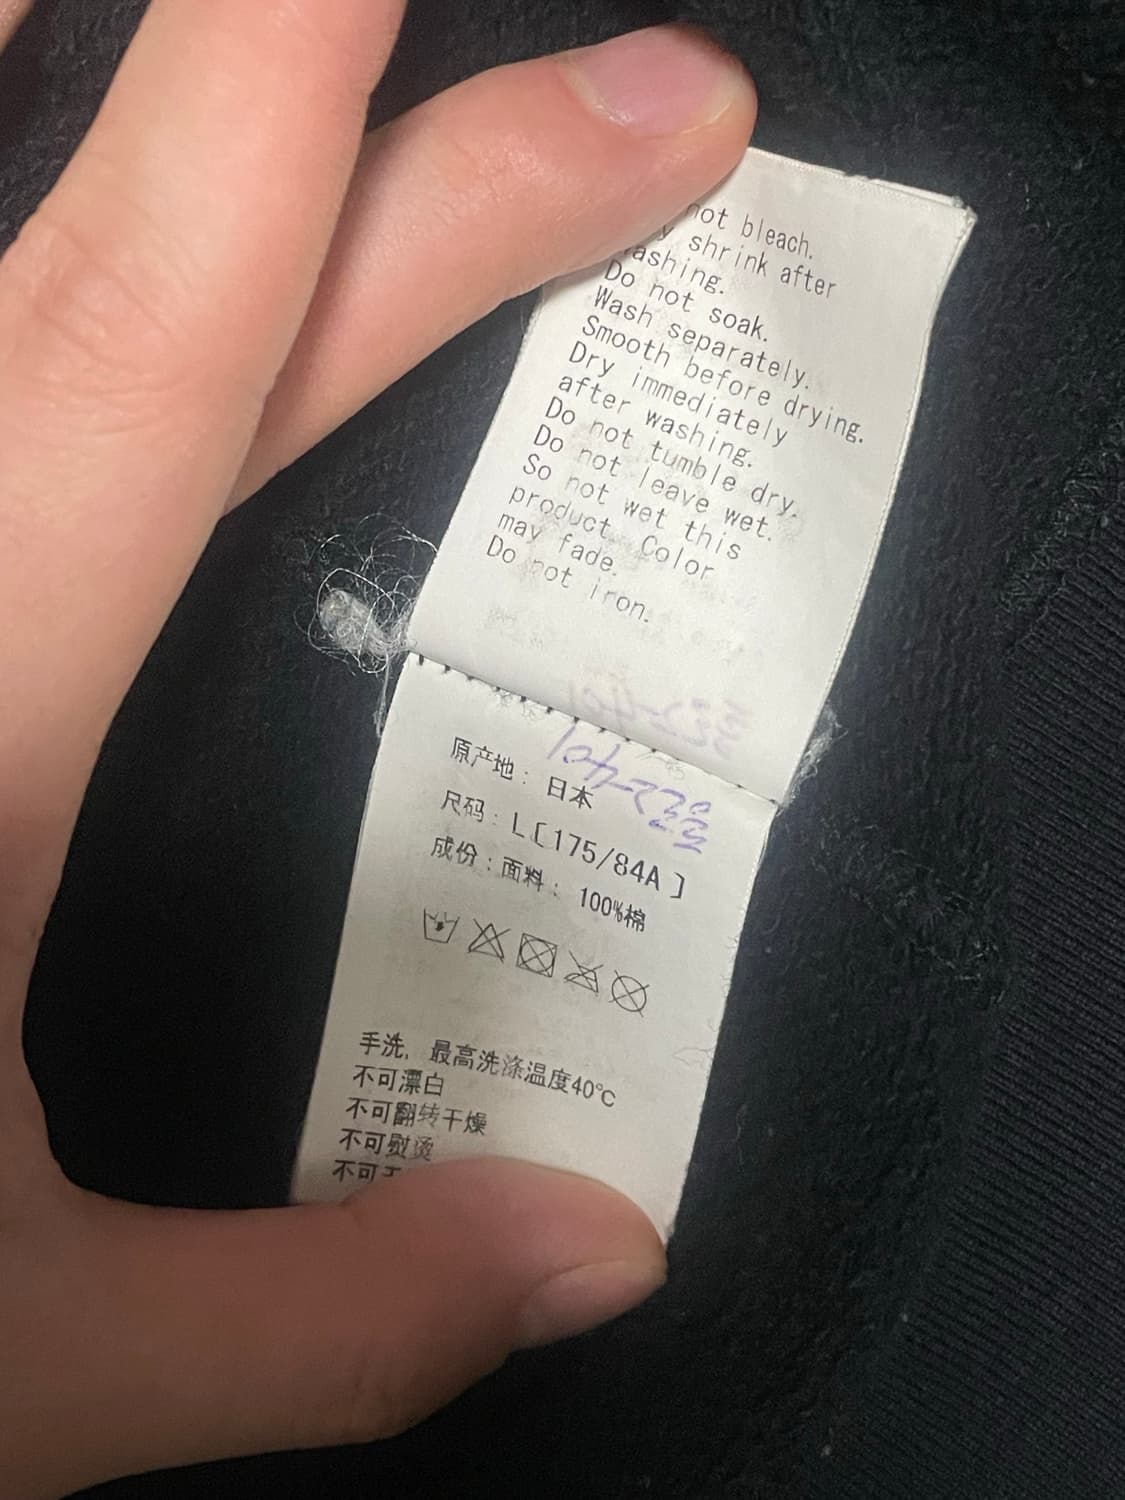 not bleach.
shrink after
ashing.
Do not soak.
Wash separately.
Smooth before drying.
Dry immediately
after washing.
Do not tumble dry.
Do not leave wet.
So not wet this
product. Color
may fade.
Do not iron.
原产地: 日本
尺码: L[175/84A]
成份:面料: 100%棉
手洗, 最高洗涤温度40℃
不可漂白
不可翻转干燥
不可熨烫
不可